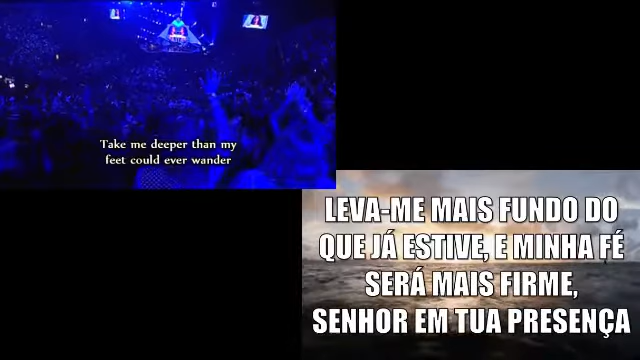 Take me deeper than my
feet could ever wander
LEVA-ME MAIS FUNDO DO
QUE JÁ ESTIVE, E MINHA FÉ
SERÁ MAIS FIRME,
SENHOR EM TUA PRESENÇA